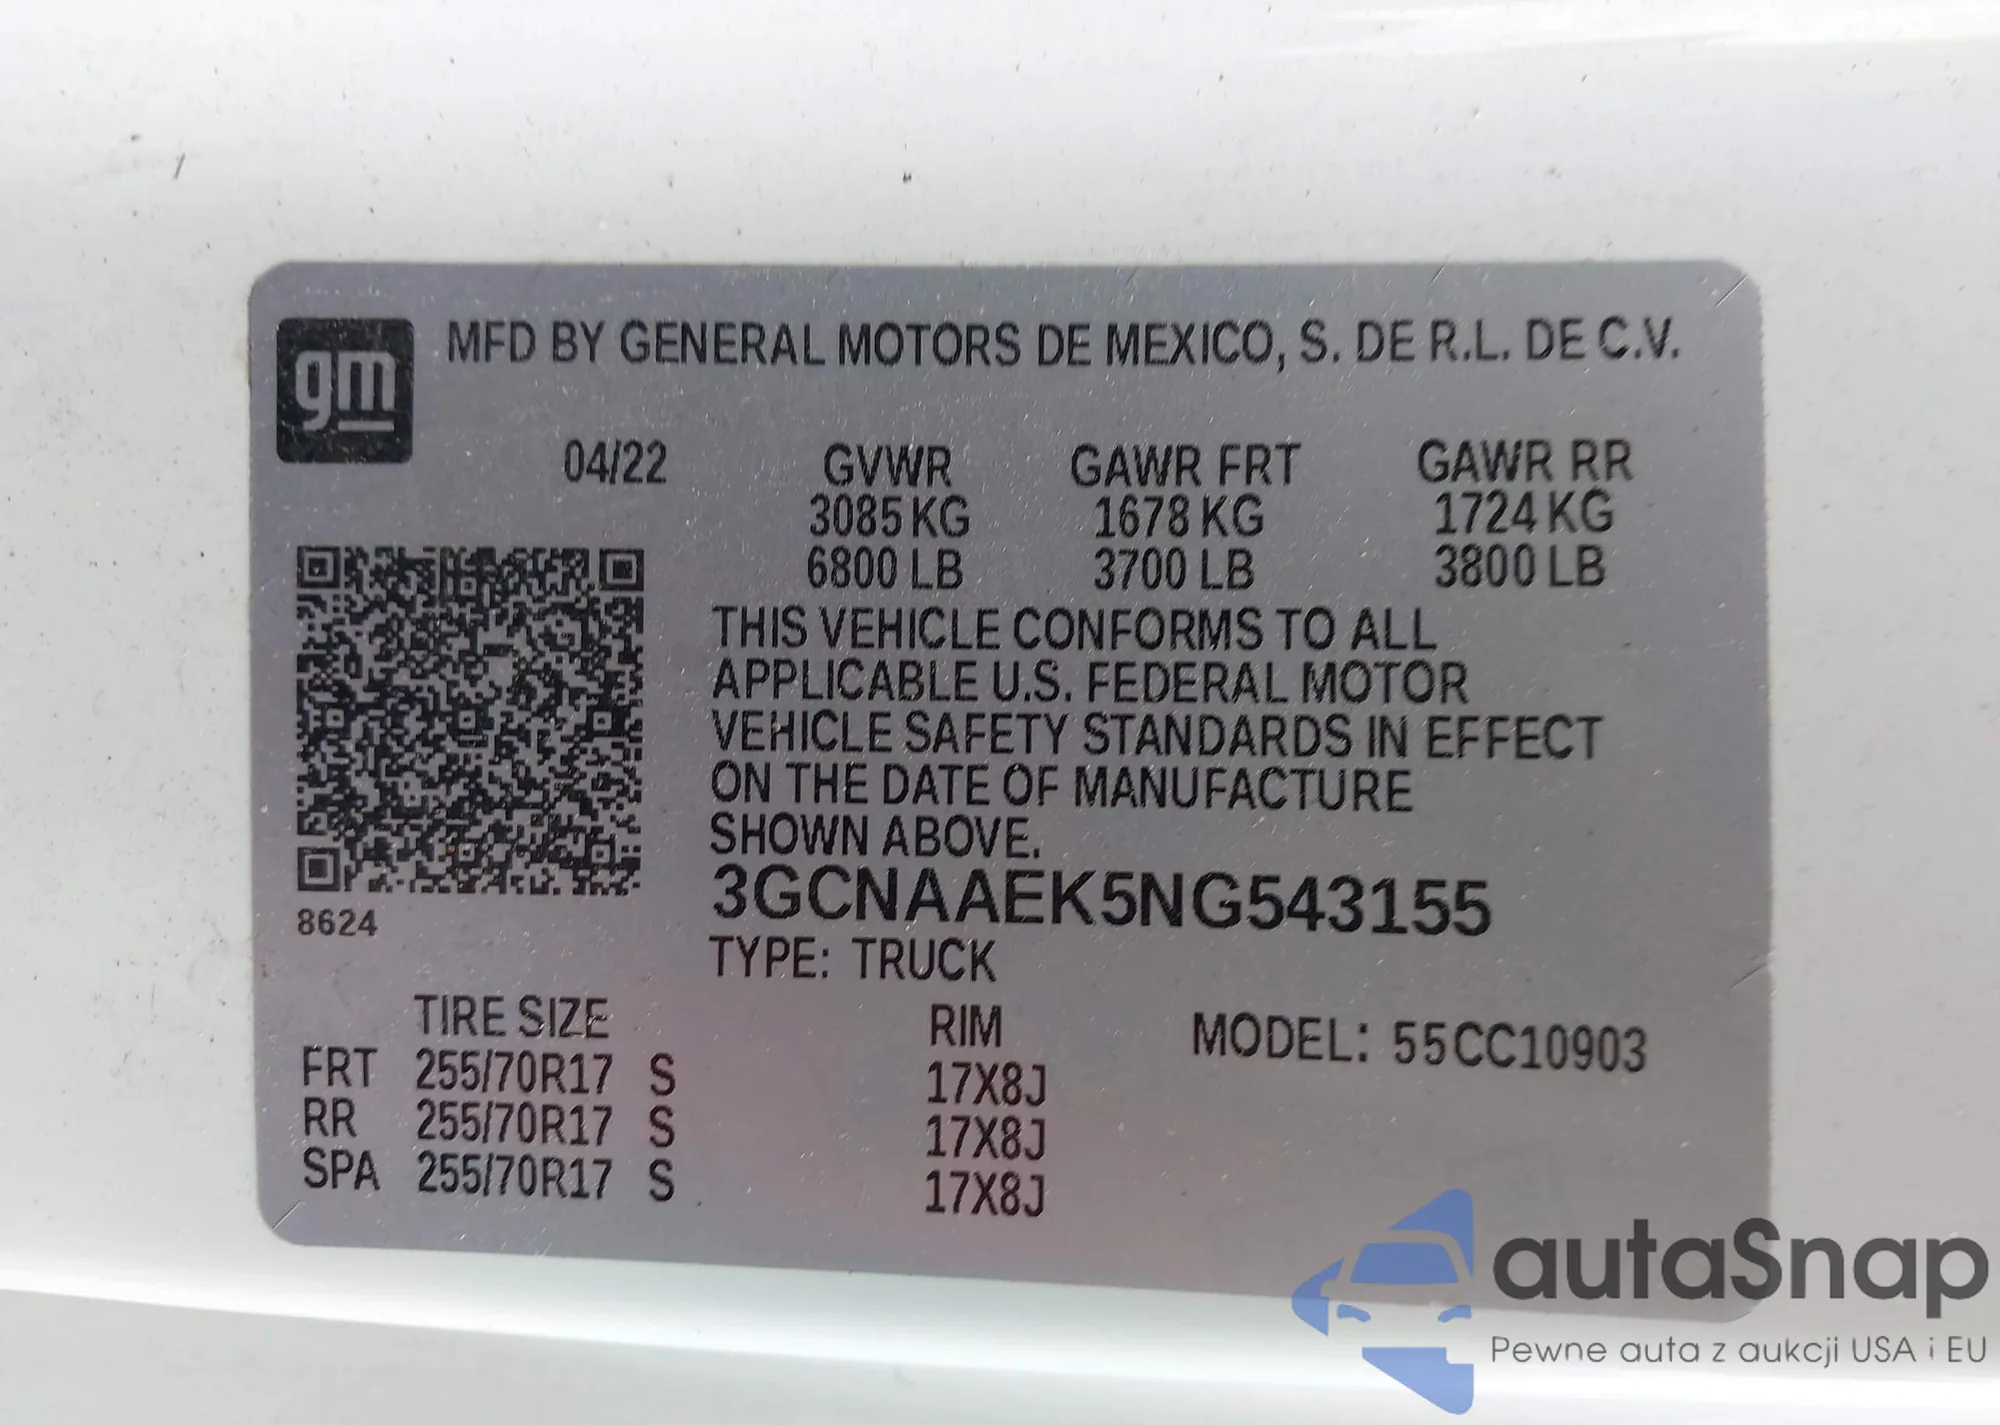 gm
MFD BY GENERAL MOTORS DE MEXICO, S. DE R.L. DE C.V.
04/22 GVWR GAWR FRT GAWR RR
3085 KG 1678 KG 1724 KG
6800 LB 3700 LB 3800 LB
THIS VEHICLE CONFORMS TO ALL
APPLICABLE U.S. FEDERAL MOTOR
VEHICLE SAFETY STANDARDS IN EFFECT
ON THE DATE OF MANUFACTURE
SHOWN ABOVE.
3GCNAAEK5NG543155
8624
TYPE: TRUCK
TIRE SIZE RIM MODEL: 55CC10903
FRT 255/70R17 S 17X8J
RR 255/70R17 S 17X8J
SPA 255/70R17 S 17X8J
autaSnap
Pewne auta z aukcji USA i EU